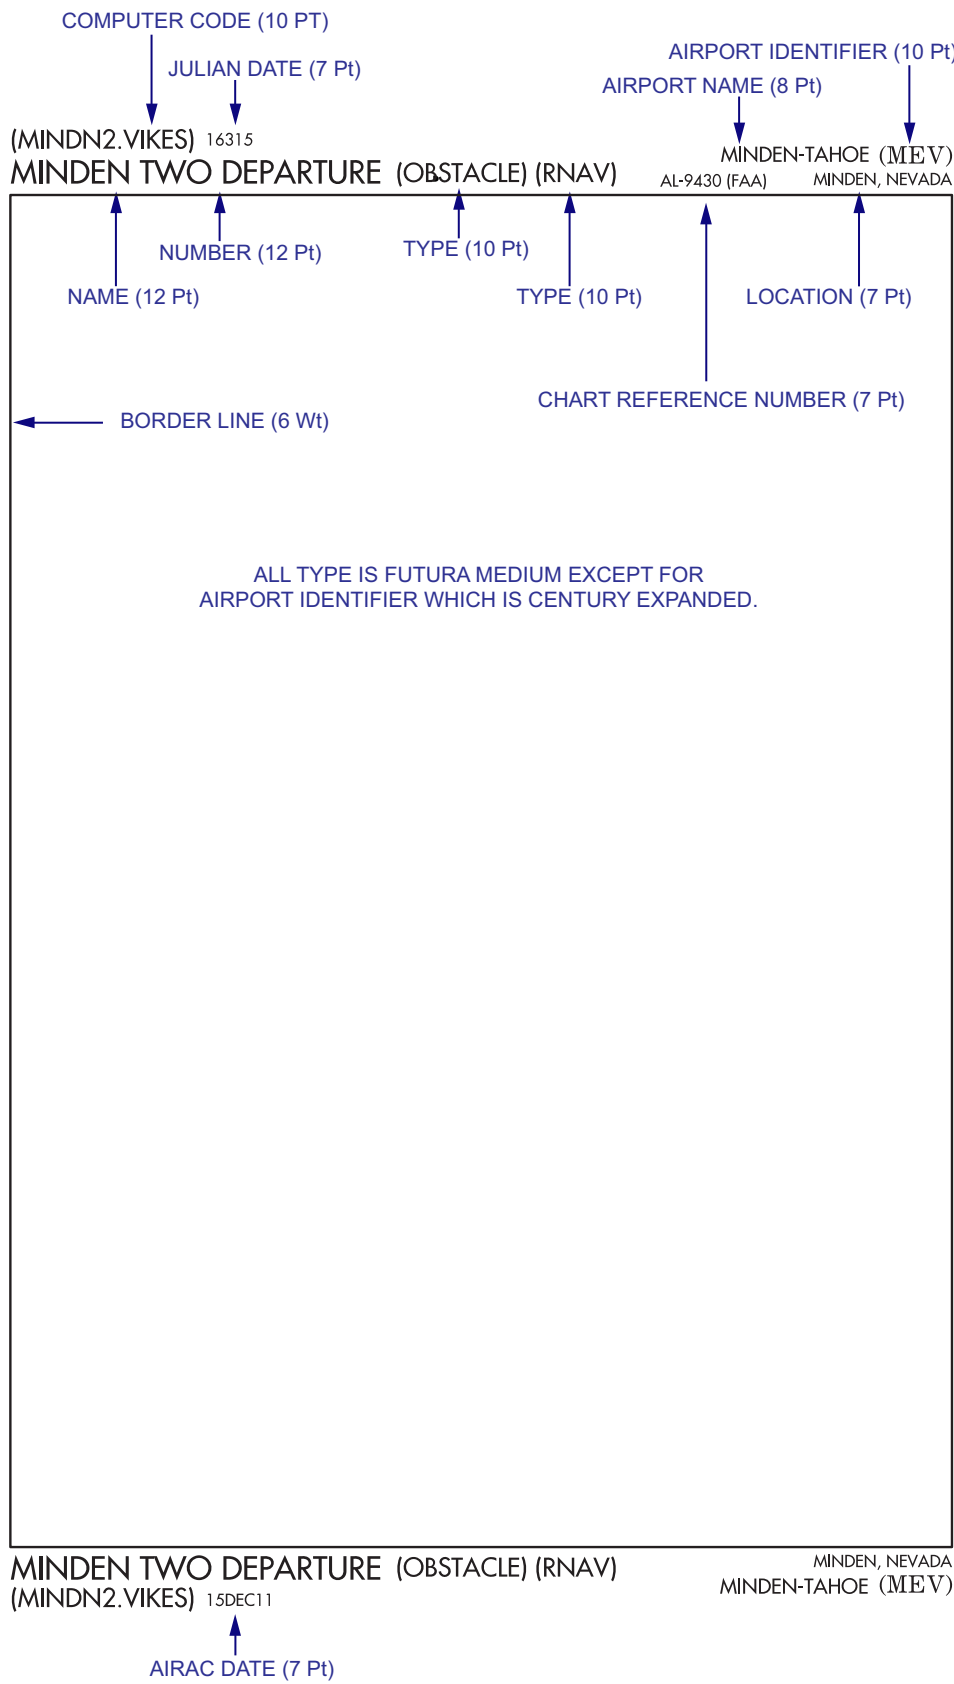 COMPUTER CODE (10 PT)
JULIAN DATE (7 Pt)
AIRPORT IDENTIFIER (10 Pt)
AIRPORT NAME (8 Pt)
(MINDN2.VIKES) 16315
MINDEN TWO DEPARTURE (OBSTACLE) (RNAV)
AL-9430 (FAA)
MINDEN-TAHOE (MEV)
MINDEN, NEVADA
NUMBER (12 Pt)
TYPE (10 Pt)
NAME (12 Pt)
TYPE (10 Pt)
LOCATION (7 Pt)
CHART REFERENCE NUMBER (7 Pt)
BORDER LINE (6 Wt)
ALL TYPE IS FUTURA MEDIUM EXCEPT FOR
AIRPORT IDENTIFIER WHICH IS CENTURY EXPANDED.
MINDEN TWO DEPARTURE (OBSTACLE) (RNAV)
(MINDN2.VIKES) 15DEC11
MINDEN, NEVADA
MINDEN-TAHOE (MEV)
AIRAC DATE (7 Pt)